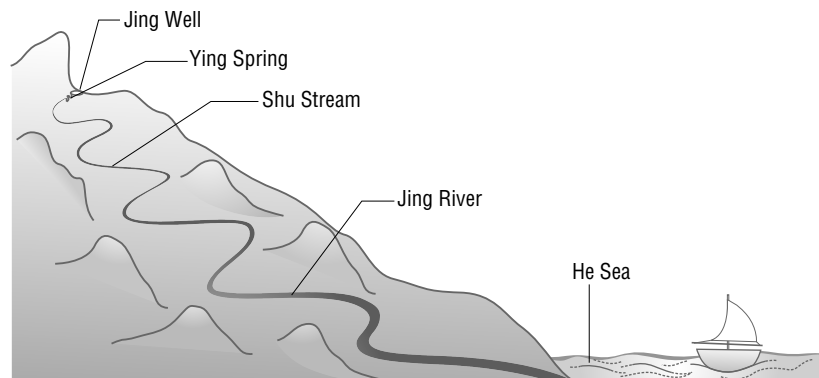 Jing Well
Ying Spring
Shu Stream
Jing River
He Sea